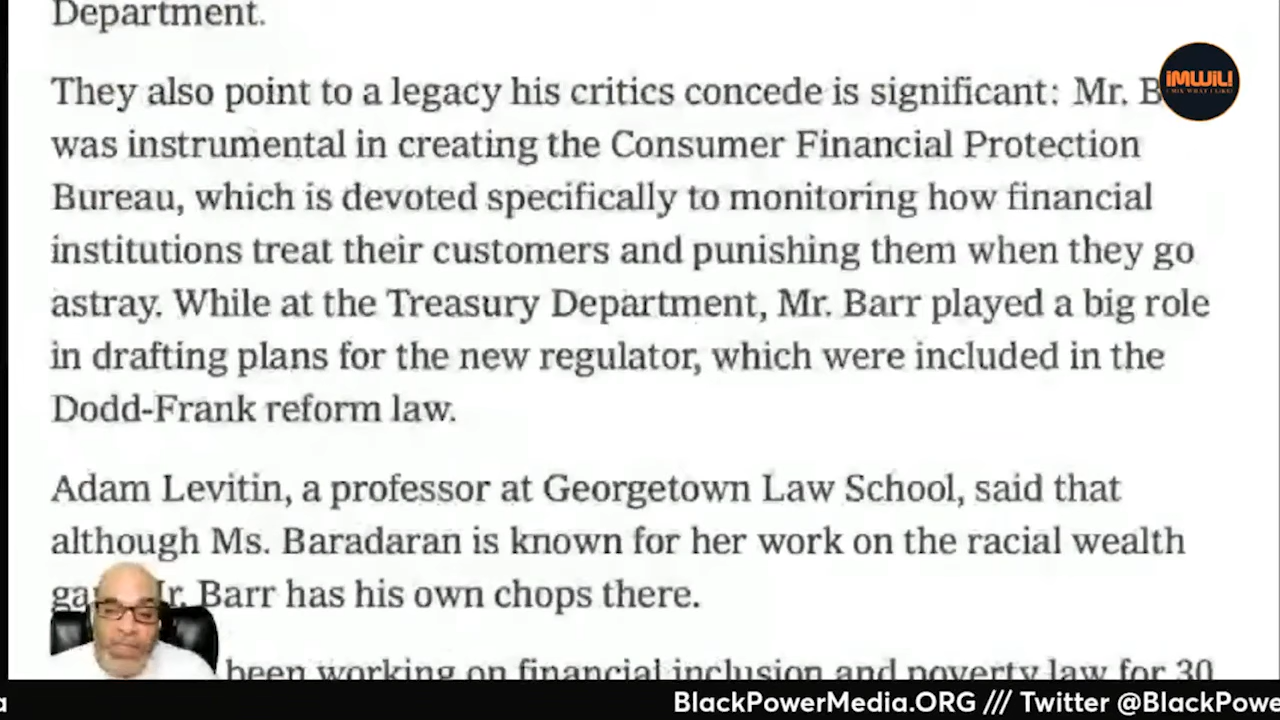 Department.
They also point to a legacy his critics concede is significant: Mr.
was instrumental in creating the Consumer Financial Protection
Bureau, which is devoted specifically to monitoring how financial
institutions treat their customers and punishing them when they go
astray. While at the Treasury Department, Mr. Barr played a big role
in drafting plans for the new regulator, which were included in the
Dodd-Frank reform law.
Adam Levitin, a professor at Georgetown Law School, said that
although Ms. Baradaran is known for her work on the racial wealth
Barr has his own chops there.
been working on financial inclusion and poverty law for 30
iMWiLi
I MIX WHAT I LIKE!
BlackPowerMedia.ORG /// Twitter @BlackPowe